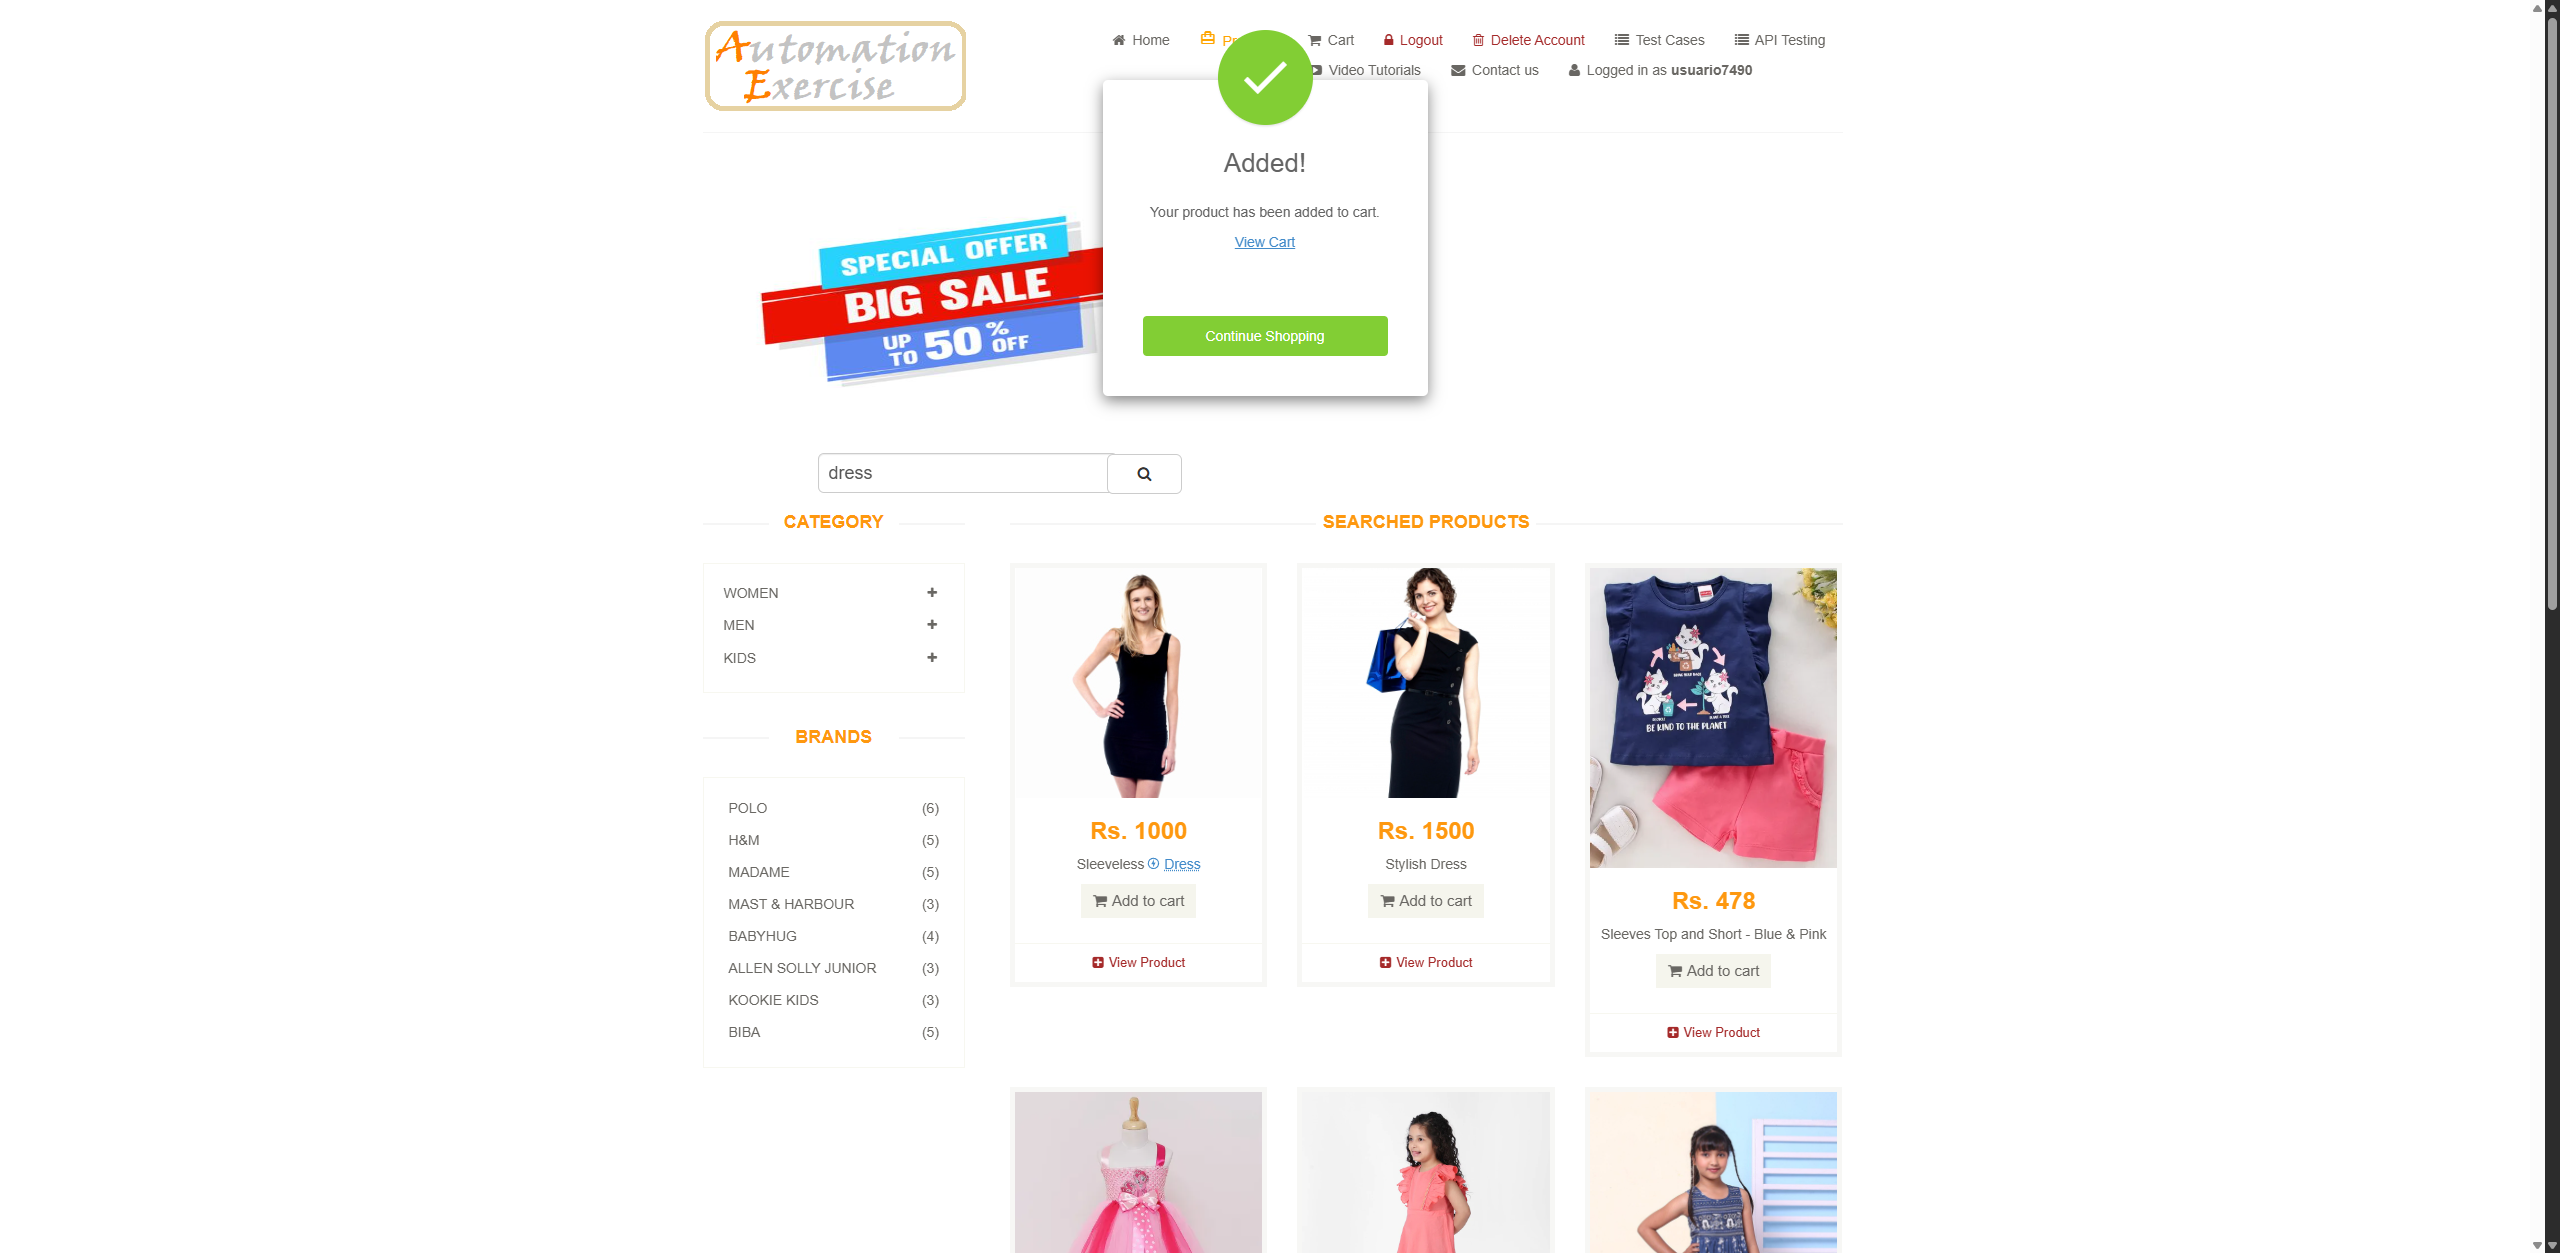 Automation
Exercise
Home
Cart
Logout
Delete Account
Test Cases
API Testing
Video Tutorials
Contact us
Logged in as usuario7490
Added!
Your product has been added to cart.
View Cart
Continue Shopping
SPECIAL OFFER
BIG SALE
UP TO 50% OFF
dress
CATEGORY
WOMEN
MEN
KIDS
BRANDS
POLO (6)
H&M (5)
MADAME (5)
MAST & HARBOUR (3)
BABYHUG (4)
ALLEN SOLLY JUNIOR (3)
KOOKIE KIDS (3)
BIBA (5)
SEARCHED PRODUCTS
Rs. 1000
Sleeveless Dress
Add to cart
View Product
Rs. 1500
Stylish Dress
Add to cart
View Product
BE KIND TO THE PLANET
Rs. 478
Sleeves Top and Short - Blue & Pink
Add to cart
View Product